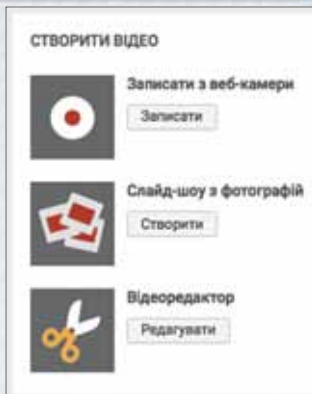 СТВОРИТИ ВІДЕО
Записати з веб-камери
Записати
Слайд-шоу з фотографій
Створити
Відеоредактор
Редагувати